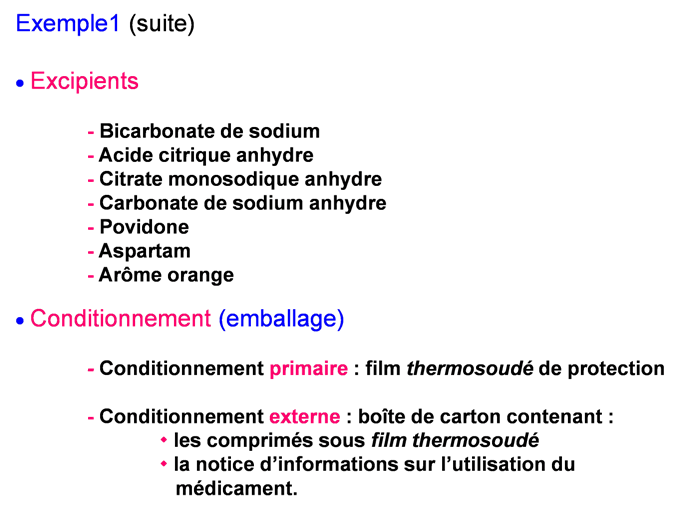 Exemple1 (suite)
• Excipients
- Bicarbonate de sodium
- Acide citrique anhydre
- Citrate monosodique anhydre
- Carbonate de sodium anhydre
- Povidone
- Aspartam
- Arôme orange
• Conditionnement (emballage)
- Conditionnement primaire : film thermosoudé de protection
- Conditionnement externe : boîte de carton contenant :
• les comprimés sous film thermosoudé
• la notice d’informations sur l’utilisation du
médicament.